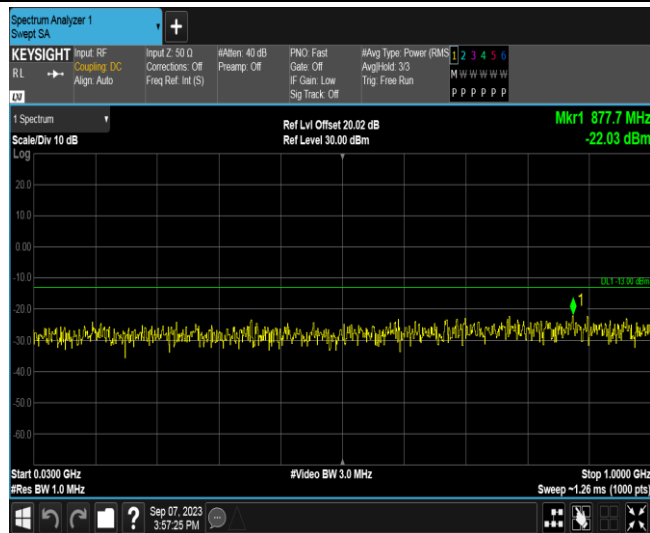 Spectrum Analyzer 1
Swept SA
+
KEYSIGHT
RL
LXI
Input: RF
Coupling: DC
Align: Auto
Input Z: 50 Ω
Corrections: Off
Freq Ref: Int (S)
#Atten: 40 dB
Preamp: Off
PNO: Fast
Gate: Off
IF Gain: Low
Sig Track: Off
#Avg Type: Power (RMS
Avg|Hold: 3/3
Trig: Free Run
1 2 3 4 5 6
M W W W W W
P P P P P P
1 Spectrum
Scale/Div 10 dB
Log
Ref Lvl Offset 20.02 dB
Ref Level 30.00 dBm
Mkr1 877.7 MHz
-22.03 dBm
20.0
10.0
0.00
-10.0
DL1 -13.00 dBm
-20.0
1
-30.0
-40.0
-50.0
-60.0
Start 0.0300 GHz
#Res BW 1.0 MHz
#Video BW 3.0 MHz
Stop 1.0000 GHz
Sweep ~1.26 ms (1000 pts)
?
Sep 07, 2023
3:57:25 PM